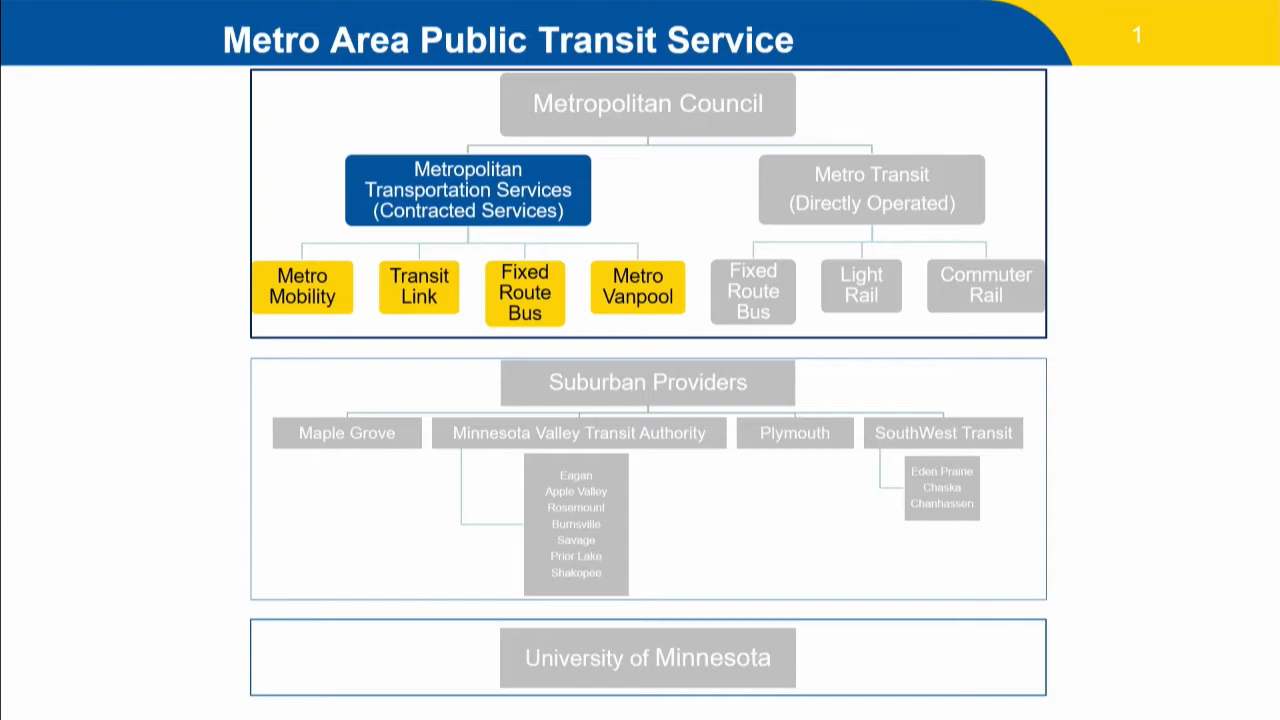 Metro Area Public Transit Service
1
Metropolitan Council
Metropolitan
Transportation Services
(Contracted Services)
Metro Transit
(Directly Operated)
Metro
Mobility
Transit
Link
Fixed
Route
Bus
Metro
Vanpool
Fixed
Route
Bus
Light
Rail
Commuter
Rail
Suburban Providers
Maple Grove
Minnesota Valley Transit Authority
Plymouth
SouthWest Transit
Eagan
Apple Valley
Rosemount
Burnsville
Savage
Prior Lake
Shakopee
Eden Prairie
Chaska
Chanhassen
University of Minnesota